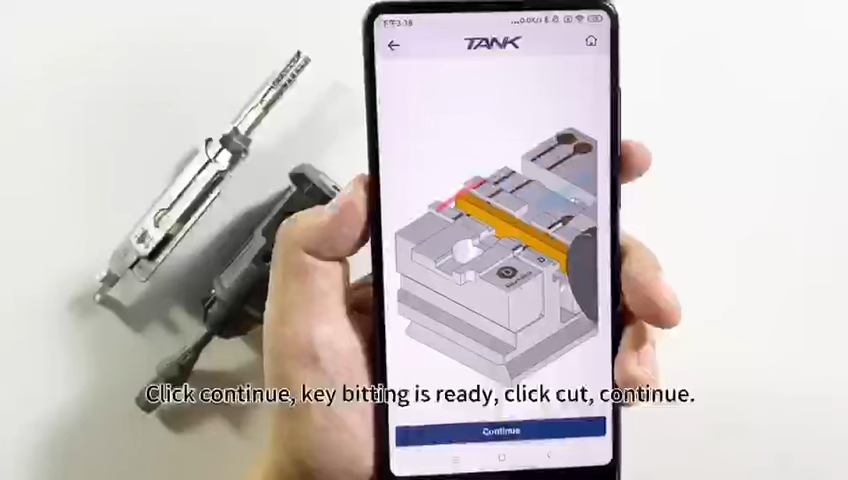 TANK
D
Click continue, key bitting is ready, click cut, continue.
Continue